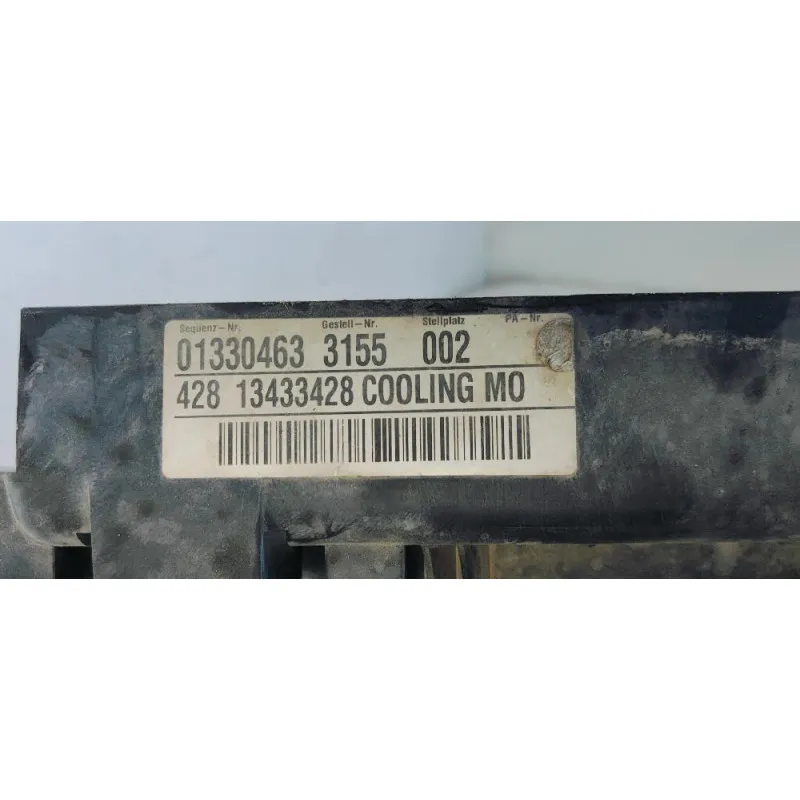 Sequenz-Nr. Gestell-Nr. Stellplatz PA-Nr.
01330463 3155 002
428 13433428 COOLING MO